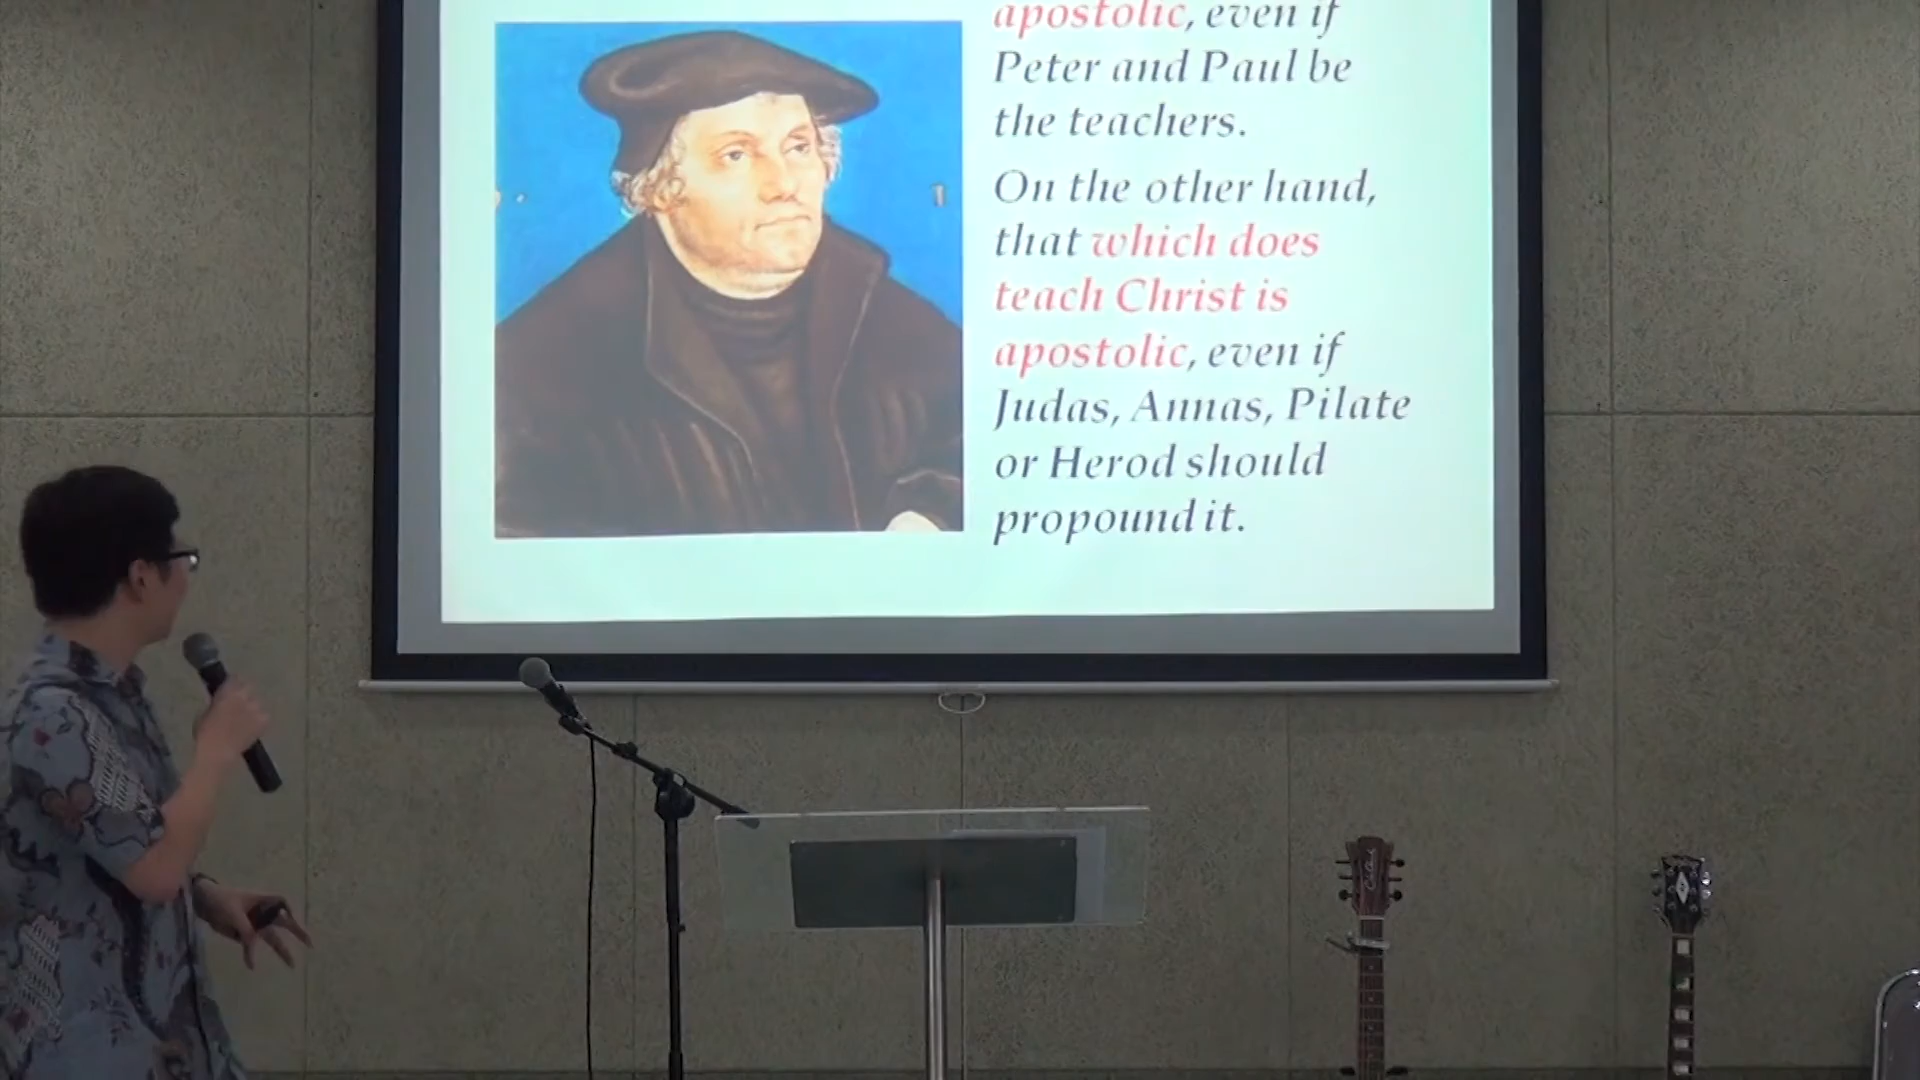 apostolic, even if
Peter and Paul be
the teachers.
On the other hand,
that which does
teach Christ is
apostolic, even if
Judas, Annas, Pilate
or Herod should
propound it.